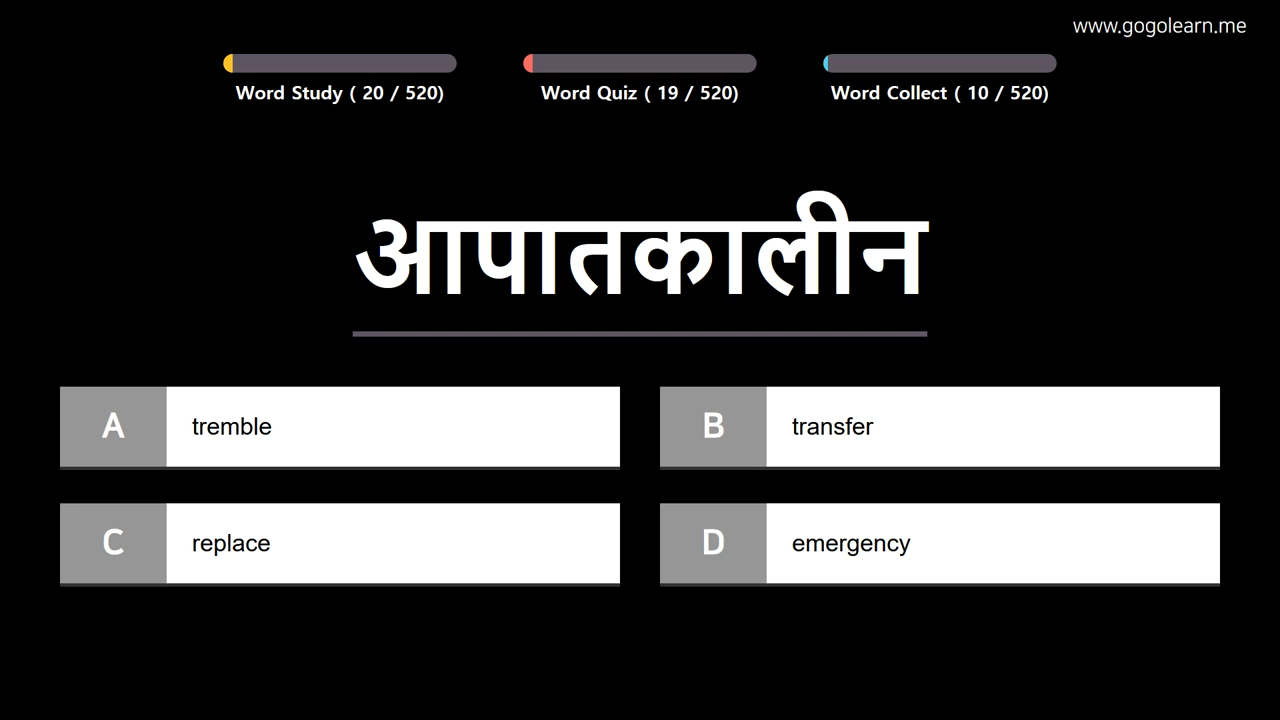 www.gogolearn.me
Word Study ( 20 / 520)
Word Quiz ( 19 / 520)
Word Collect ( 10 / 520)
आपातकालीन
A tremble
B transfer
C replace
D emergency